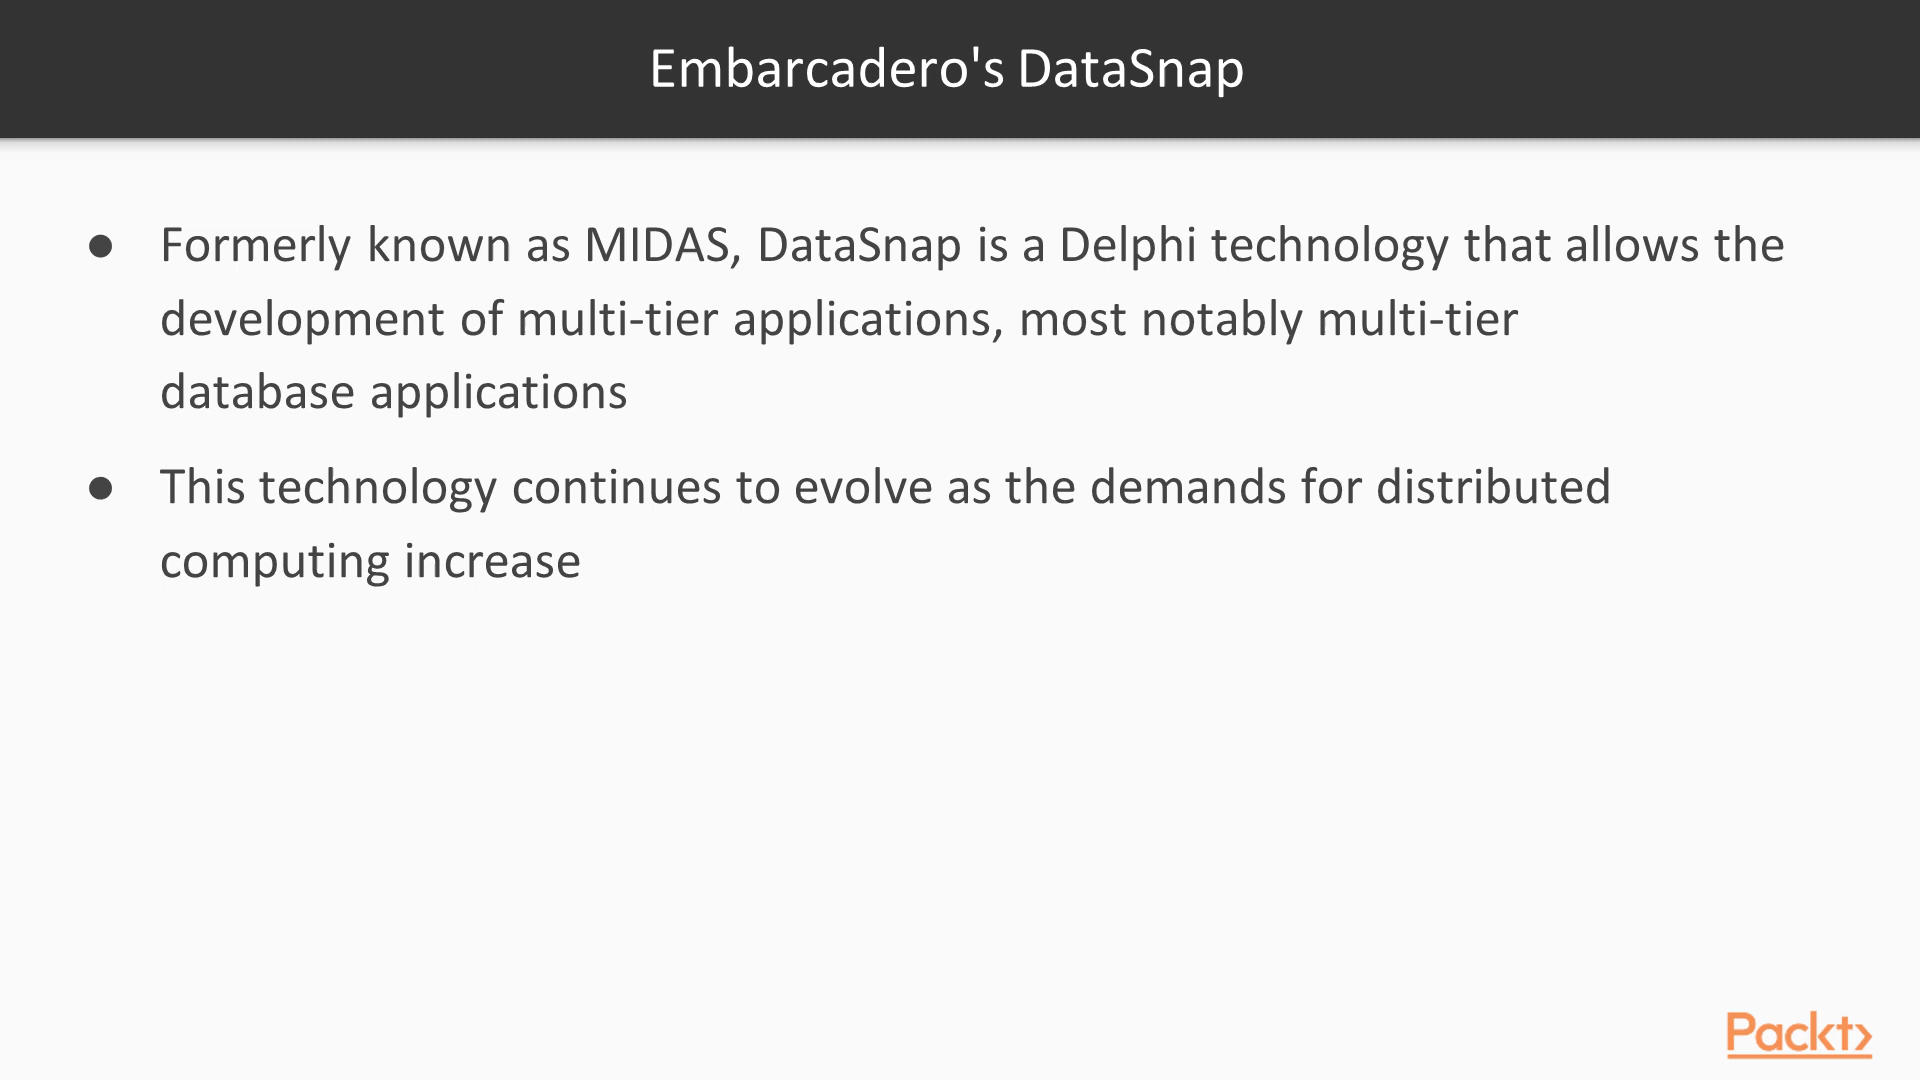 Embarcadero's DataSnap
● Formerly known as MIDAS, DataSnap is a Delphi technology that allows the
development of multi-tier applications, most notably multi-tier
database applications
● This technology continues to evolve as the demands for distributed
computing increase
Packt>